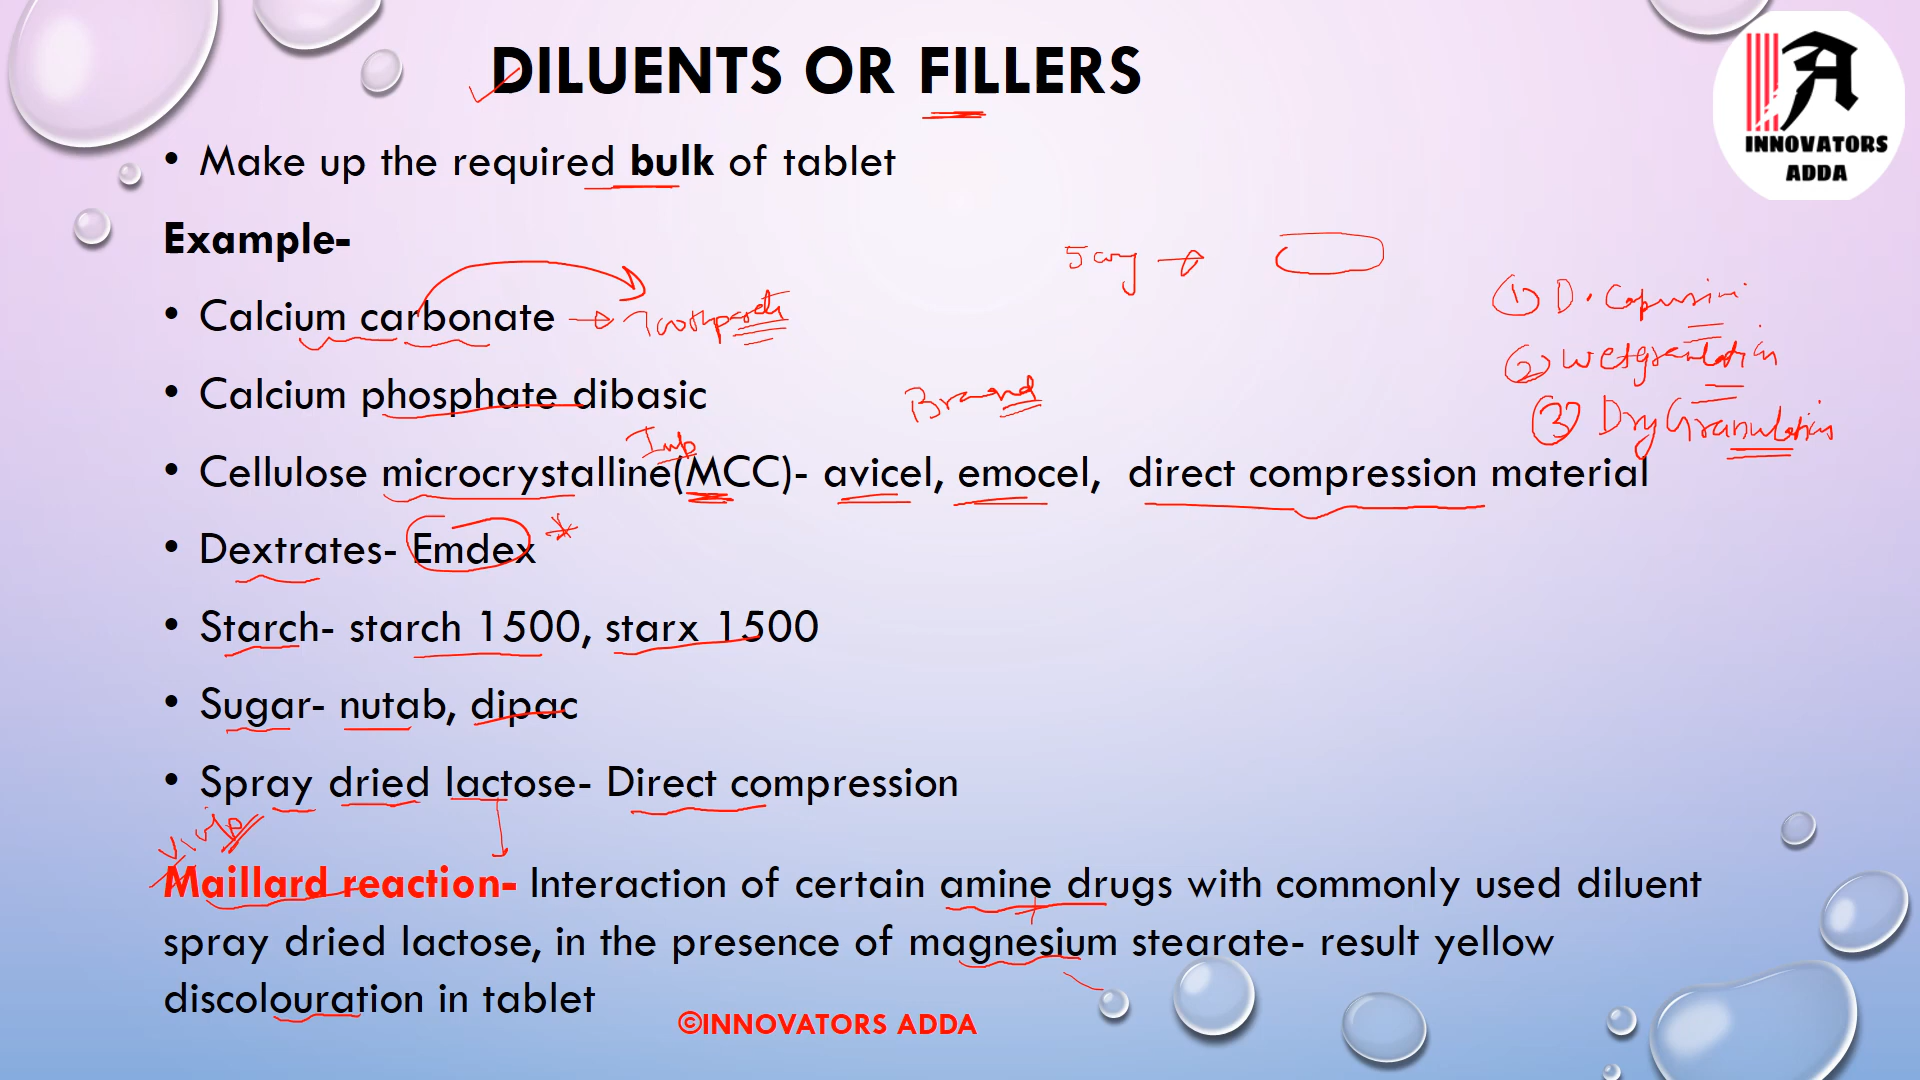 DILUENTS OR FILLERS
INNOVATORS
ADDA
• Make up the required bulk of tablet
Example-
• Calcium carbonate → Toothpaste
• Calcium phosphate dibasic
Brand
Imp
• Cellulose microcrystalline(MCC)- avicel, emocel, direct compression material
① D.
② Wet granulation
③ Dry Granulation
• Dextrates- Emdex
• Starch- starch 1500, starx 1500
• Sugar- nutab, dipac
• Spray dried lactose- Direct compression
Maillard reaction- Interaction of certain amine drugs with commonly used diluent
spray dried lactose, in the presence of magnesium stearate- result yellow
discolouration in tablet
©INNOVATORS ADDA